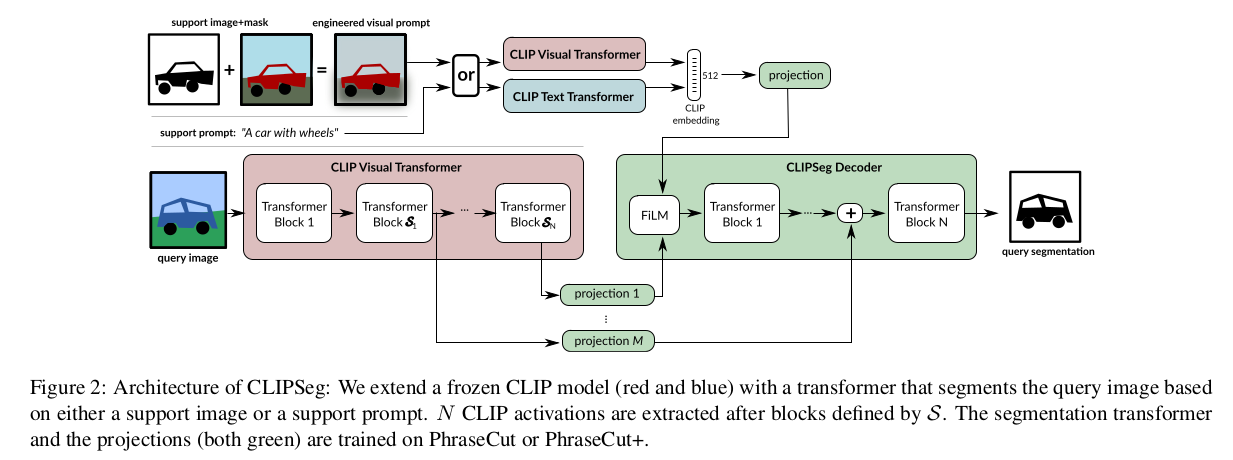 support image+mask
engineered visual prompt
+
=
or
CLIP Visual Transformer
CLIP Text Transformer
512
CLIP
embedding
projection
support prompt: "A car with wheels"
CLIP Visual Transformer
Transformer
Block 1
Transformer
Block 𝓢1
...
Transformer
Block 𝓢N
query image
CLIPSeg Decoder
FiLM
Transformer
Block 1
...
+
Transformer
Block N
query segmentation
projection 1
⋮
projection M
Figure 2: Architecture of CLIPSeg: We extend a frozen CLIP model (red and blue) with a transformer that segments the query image based
on either a support image or a support prompt. N CLIP activations are extracted after blocks defined by 𝒮. The segmentation transformer
and the projections (both green) are trained on PhraseCut or PhraseCut+.